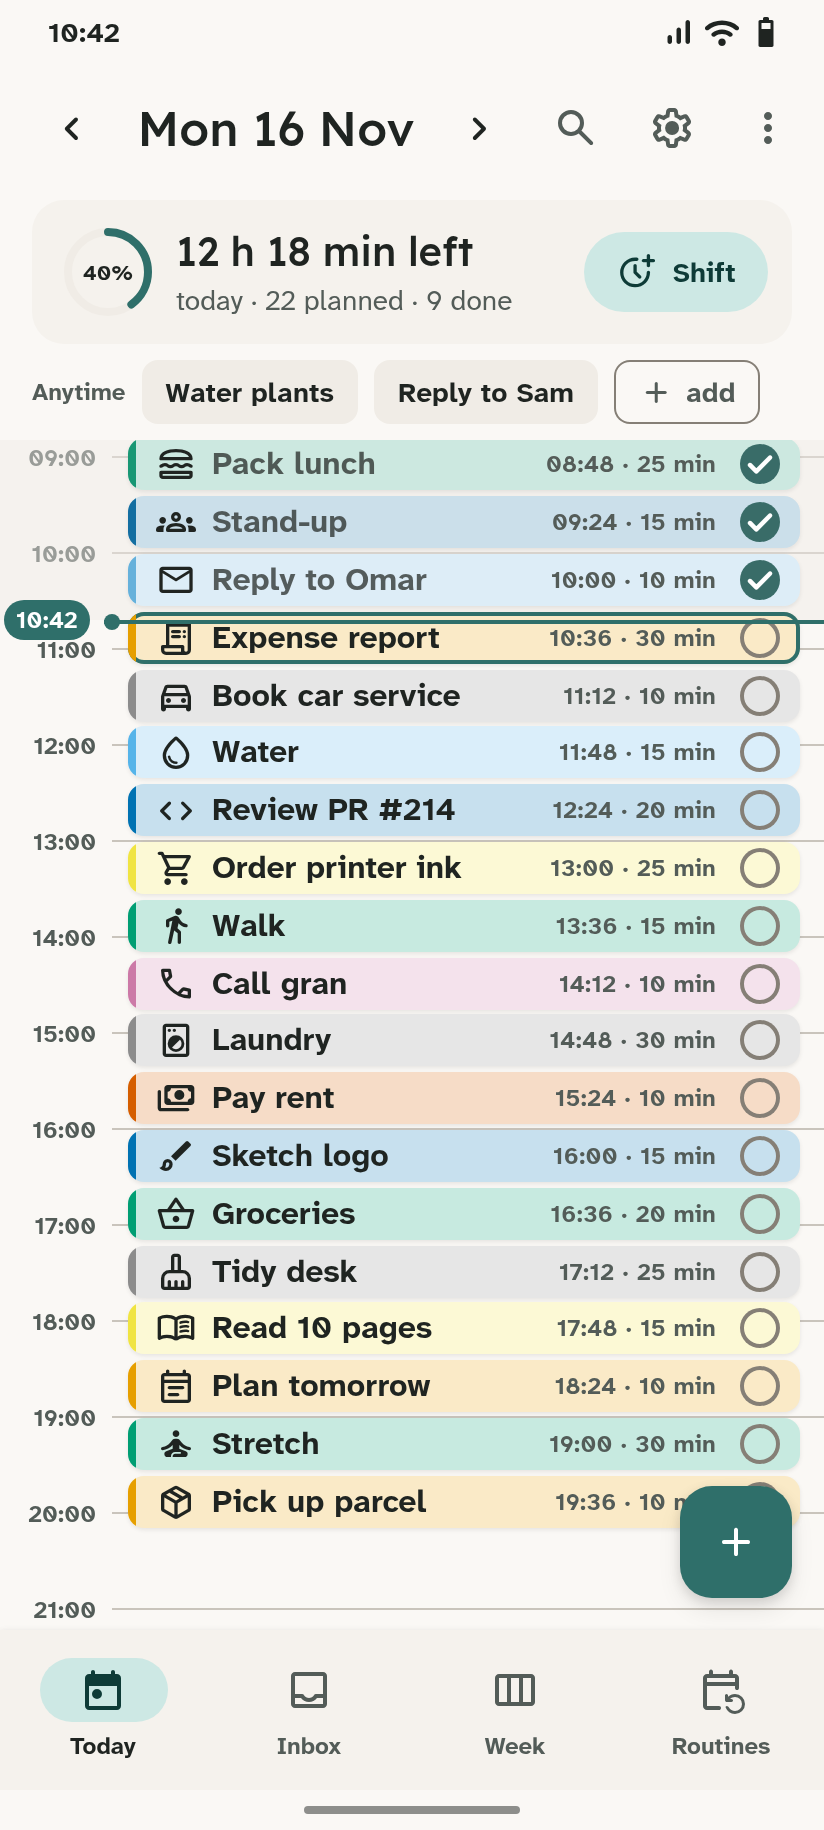 10:42
Mon 16 Nov
40%
12 h 18 min left
today · 22 planned · 9 done
Shift
Anytime
Water plants
Reply to Sam
add
09:00
Pack lunch 08:48 · 25 min
Stand-up 09:24 · 15 min
10:00
Reply to Omar 10:00 · 10 min
10:42
Expense report 10:36 · 30 min
11:00
Book car service 11:12 · 10 min
12:00
Water 11:48 · 15 min
Review PR #214 12:24 · 20 min
13:00
Order printer ink 13:00 · 25 min
Walk 13:36 · 15 min
14:00
Call gran 14:12 · 10 min
15:00
Laundry 14:48 · 30 min
Pay rent 15:24 · 10 min
16:00
Sketch logo 16:00 · 15 min
Groceries 16:36 · 20 min
17:00
Tidy desk 17:12 · 25 min
18:00
Read 10 pages 17:48 · 15 min
Plan tomorrow 18:24 · 10 min
19:00
Stretch 19:00 · 30 min
Pick up parcel 19:36 · 10
20:00
21:00
Today
Inbox
Week
Routines